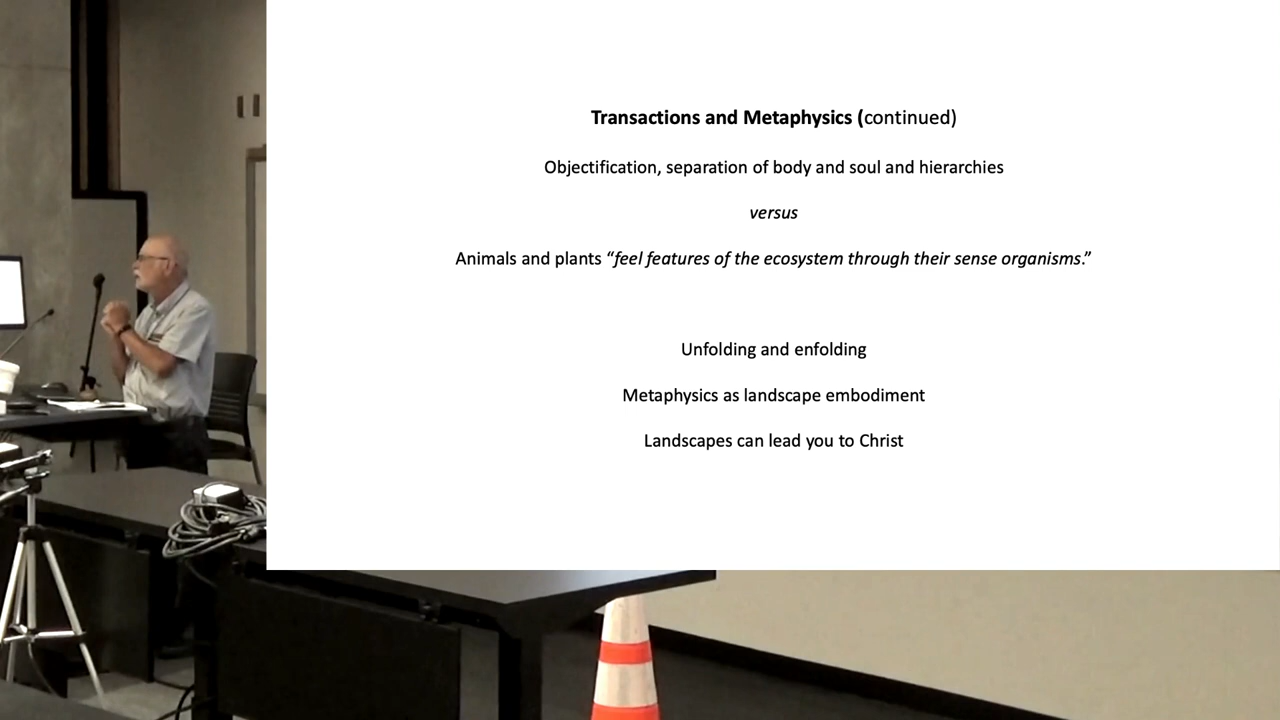 Transactions and Metaphysics (continued)
Objectification, separation of body and soul and hierarchies
versus
Animals and plants “feel features of the ecosystem through their sense organisms.”
Unfolding and enfolding
Metaphysics as landscape embodiment
Landscapes can lead you to Christ